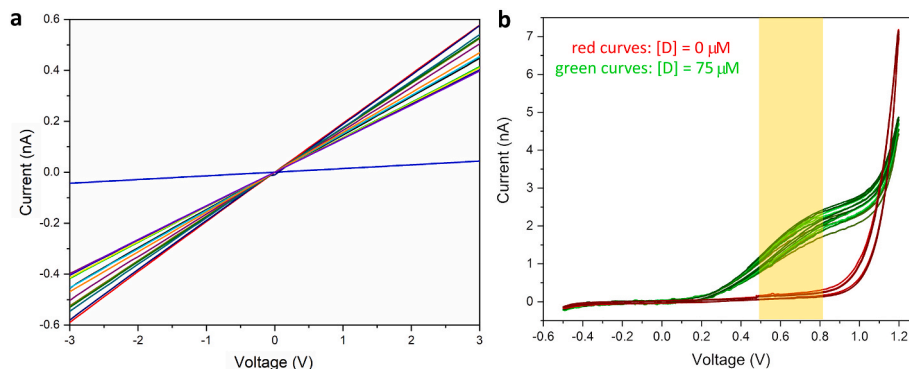 a
0.6
0.4
0.2
0.0
-0.2
-0.4
-0.6
Current (nA)
-3 -2 -1 0 1 2 3
Voltage (V)
b
7
6
5
4
3
2
1
0
Current (nA)
red curves: [D] = 0 μM
green curves: [D] = 75 μM
-0.6 -0.4 -0.2 0.0 0.2 0.4 0.6 0.8 1.0 1.2
Voltage (V)